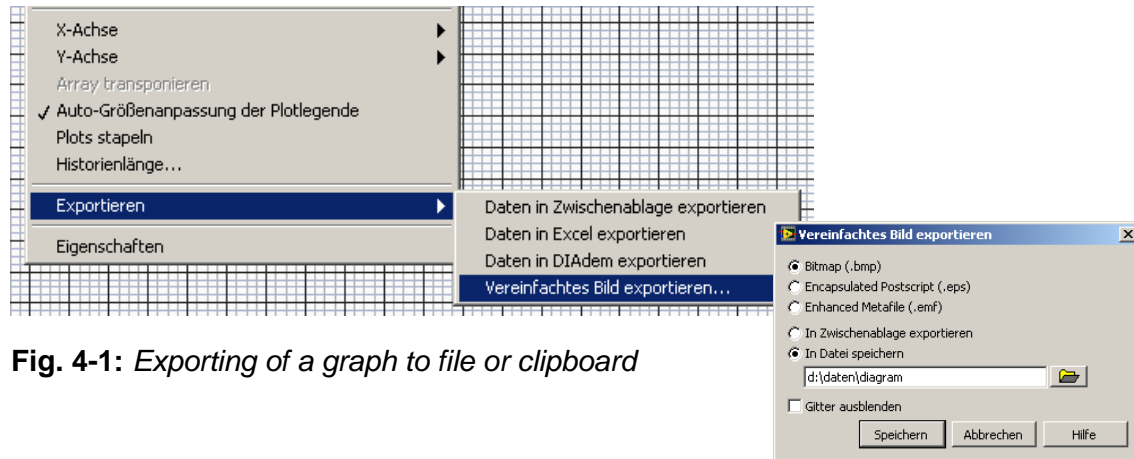 X-Achse
Y-Achse
Array transponieren
Auto-Größenanpassung der Plotlegende
Plots stapeln
Historienlänge...
Exportieren
Eigenschaften
Daten in Zwischenablage exportieren
Daten in Excel exportieren
Daten in DIAdem exportieren
Vereinfachtes Bild exportieren...
Vereinfachtes Bild exportieren
Bitmap (.bmp)
Encapsulated Postscript (.eps)
Enhanced Metafile (.emf)
In Zwischenablage exportieren
In Datei speichern
d:\daten\diagram
Gitter ausblenden
Speichern Abbrechen Hilfe
Fig. 4-1: Exporting of a graph to file or clipboard